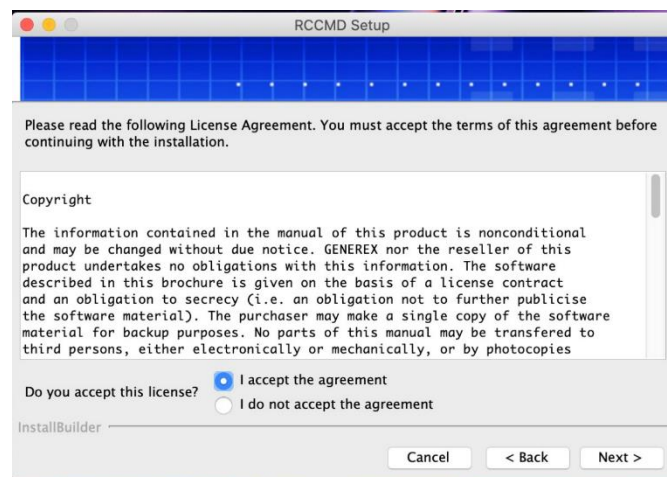 RCCMD Setup
Please read the following License Agreement. You must accept the terms of this agreement before
continuing with the installation.
Copyright
The information contained in the manual of this product is nonconditional
and may be changed without due notice. GENEREX nor the reseller of this
product undertakes no obligations with this information. The software
described in this brochure is given on the basis of a license contract
and an obligation to secrecy (i.e. an obligation not to further publicise
the software material). The purchaser may make a single copy of the software
material for backup purposes. No parts of this manual may be transfered to
third persons, either electronically or mechanically, or by photocopies
Do you accept this license?
I accept the agreement
I do not accept the agreement
InstallBuilder
Cancel
< Back
Next >